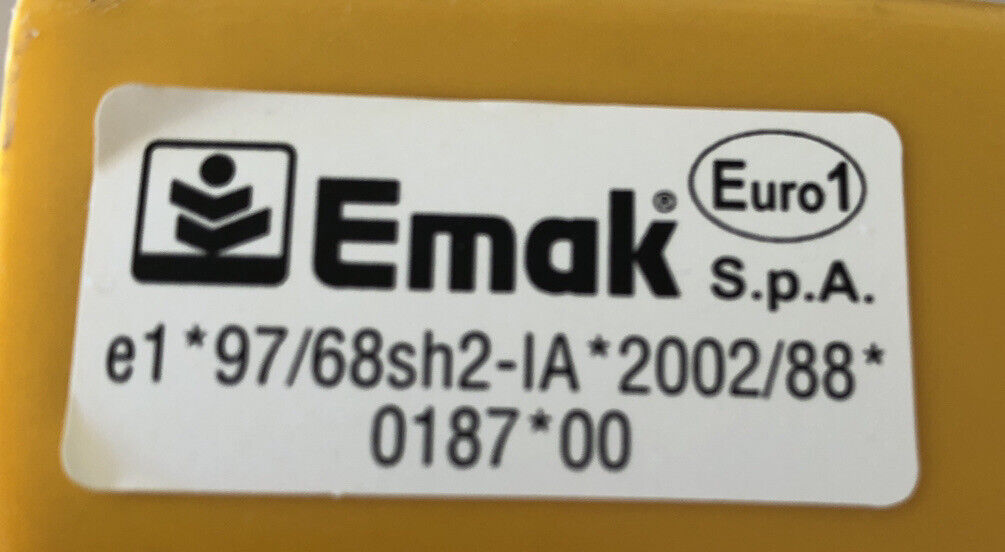 Euro1
Emak® S.p.A.
e1*97/68sh2-IA*2002/88*
0187*00